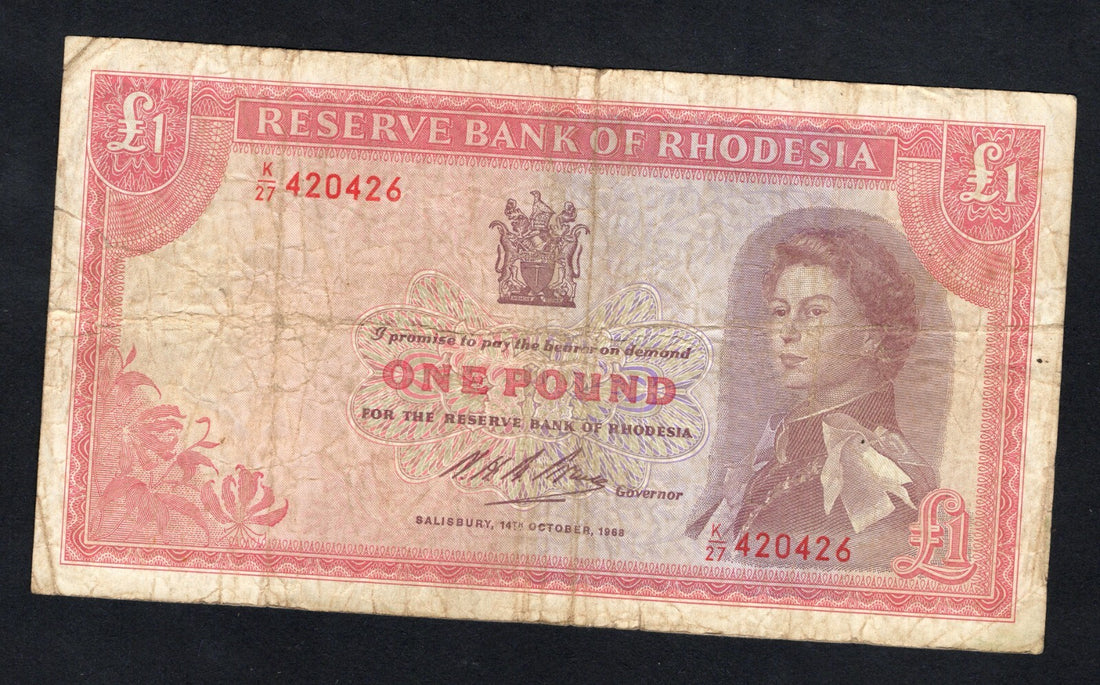 £1
RESERVE BANK OF RHODESIA
£1
K/27 420426
I promise to pay the bearer on demand
ONE POUND
FOR THE RESERVE BANK OF RHODESIA
Governor
SALISBURY, 14TH OCTOBER, 1968
K/27 420426
£1